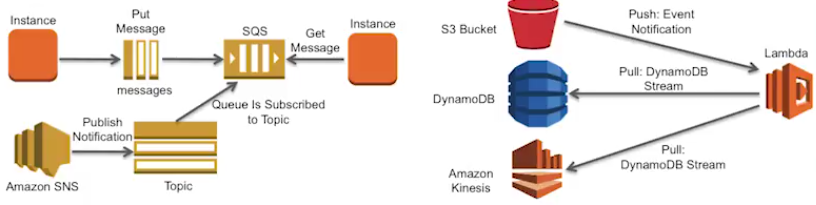 Instance
Put
Message
messages
SQS
Get
Message
Instance
Publish
Notification
Queue Is Subscribed
to Topic
Amazon SNS
Topic
S3 Bucket
Push: Event
Notification
Lambda
DynamoDB
Pull: DynamoDB
Stream
Amazon
Kinesis
Pull:
DynamoDB Stream